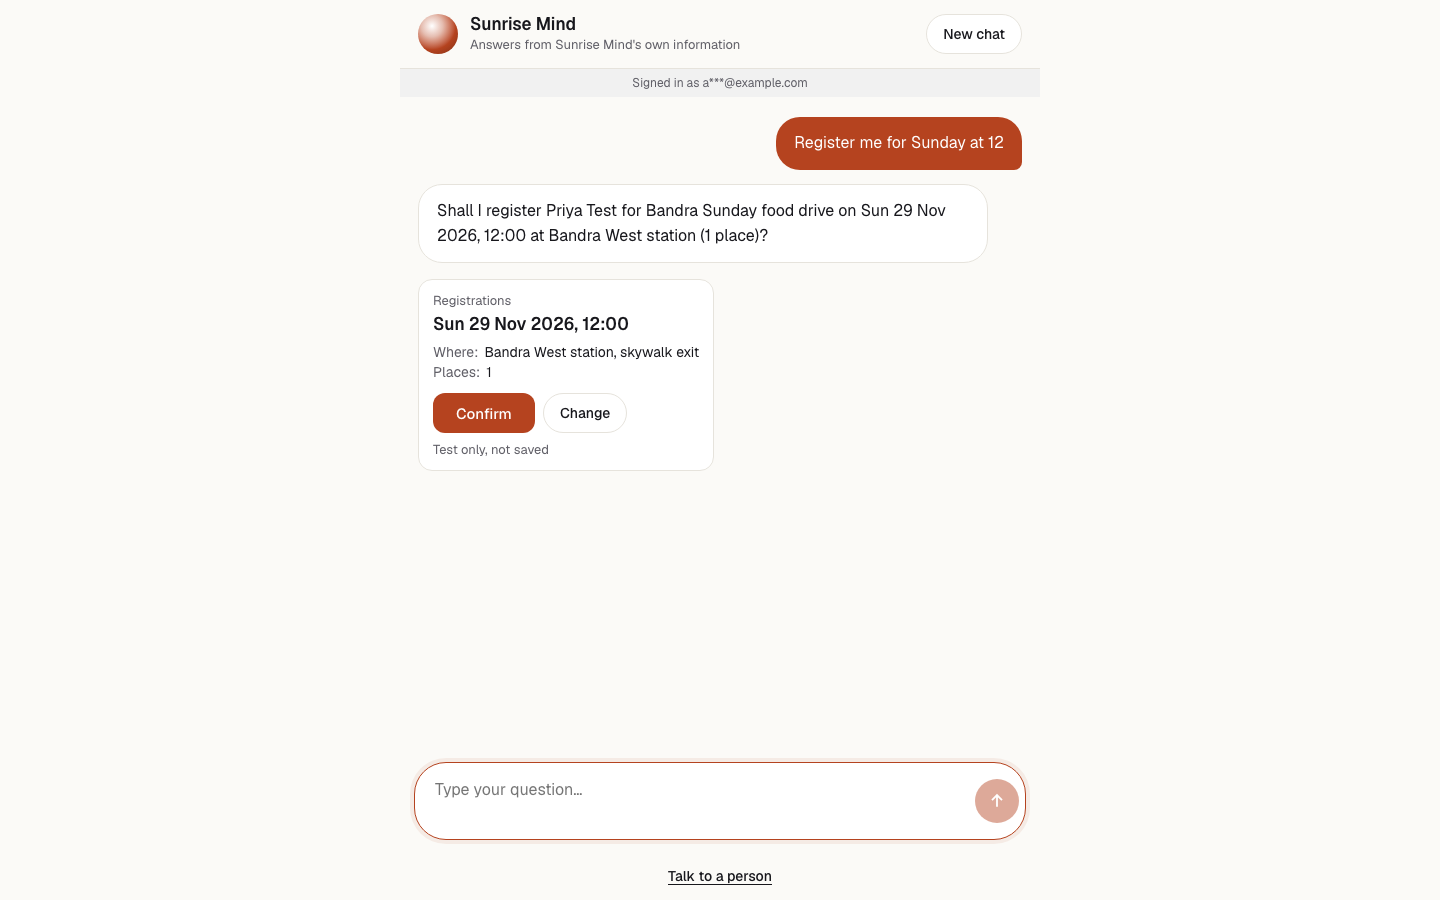 Sunrise Mind
Answers from Sunrise Mind's own information
New chat
Signed in as a***@example.com
Register me for Sunday at 12
Shall I register Priya Test for Bandra Sunday food drive on Sun 29 Nov
2026, 12:00 at Bandra West station (1 place)?
Registrations
Sun 29 Nov 2026, 12:00
Where: Bandra West station, skywalk exit
Places: 1
Confirm
Change
Test only, not saved
Type your question...
Talk to a person